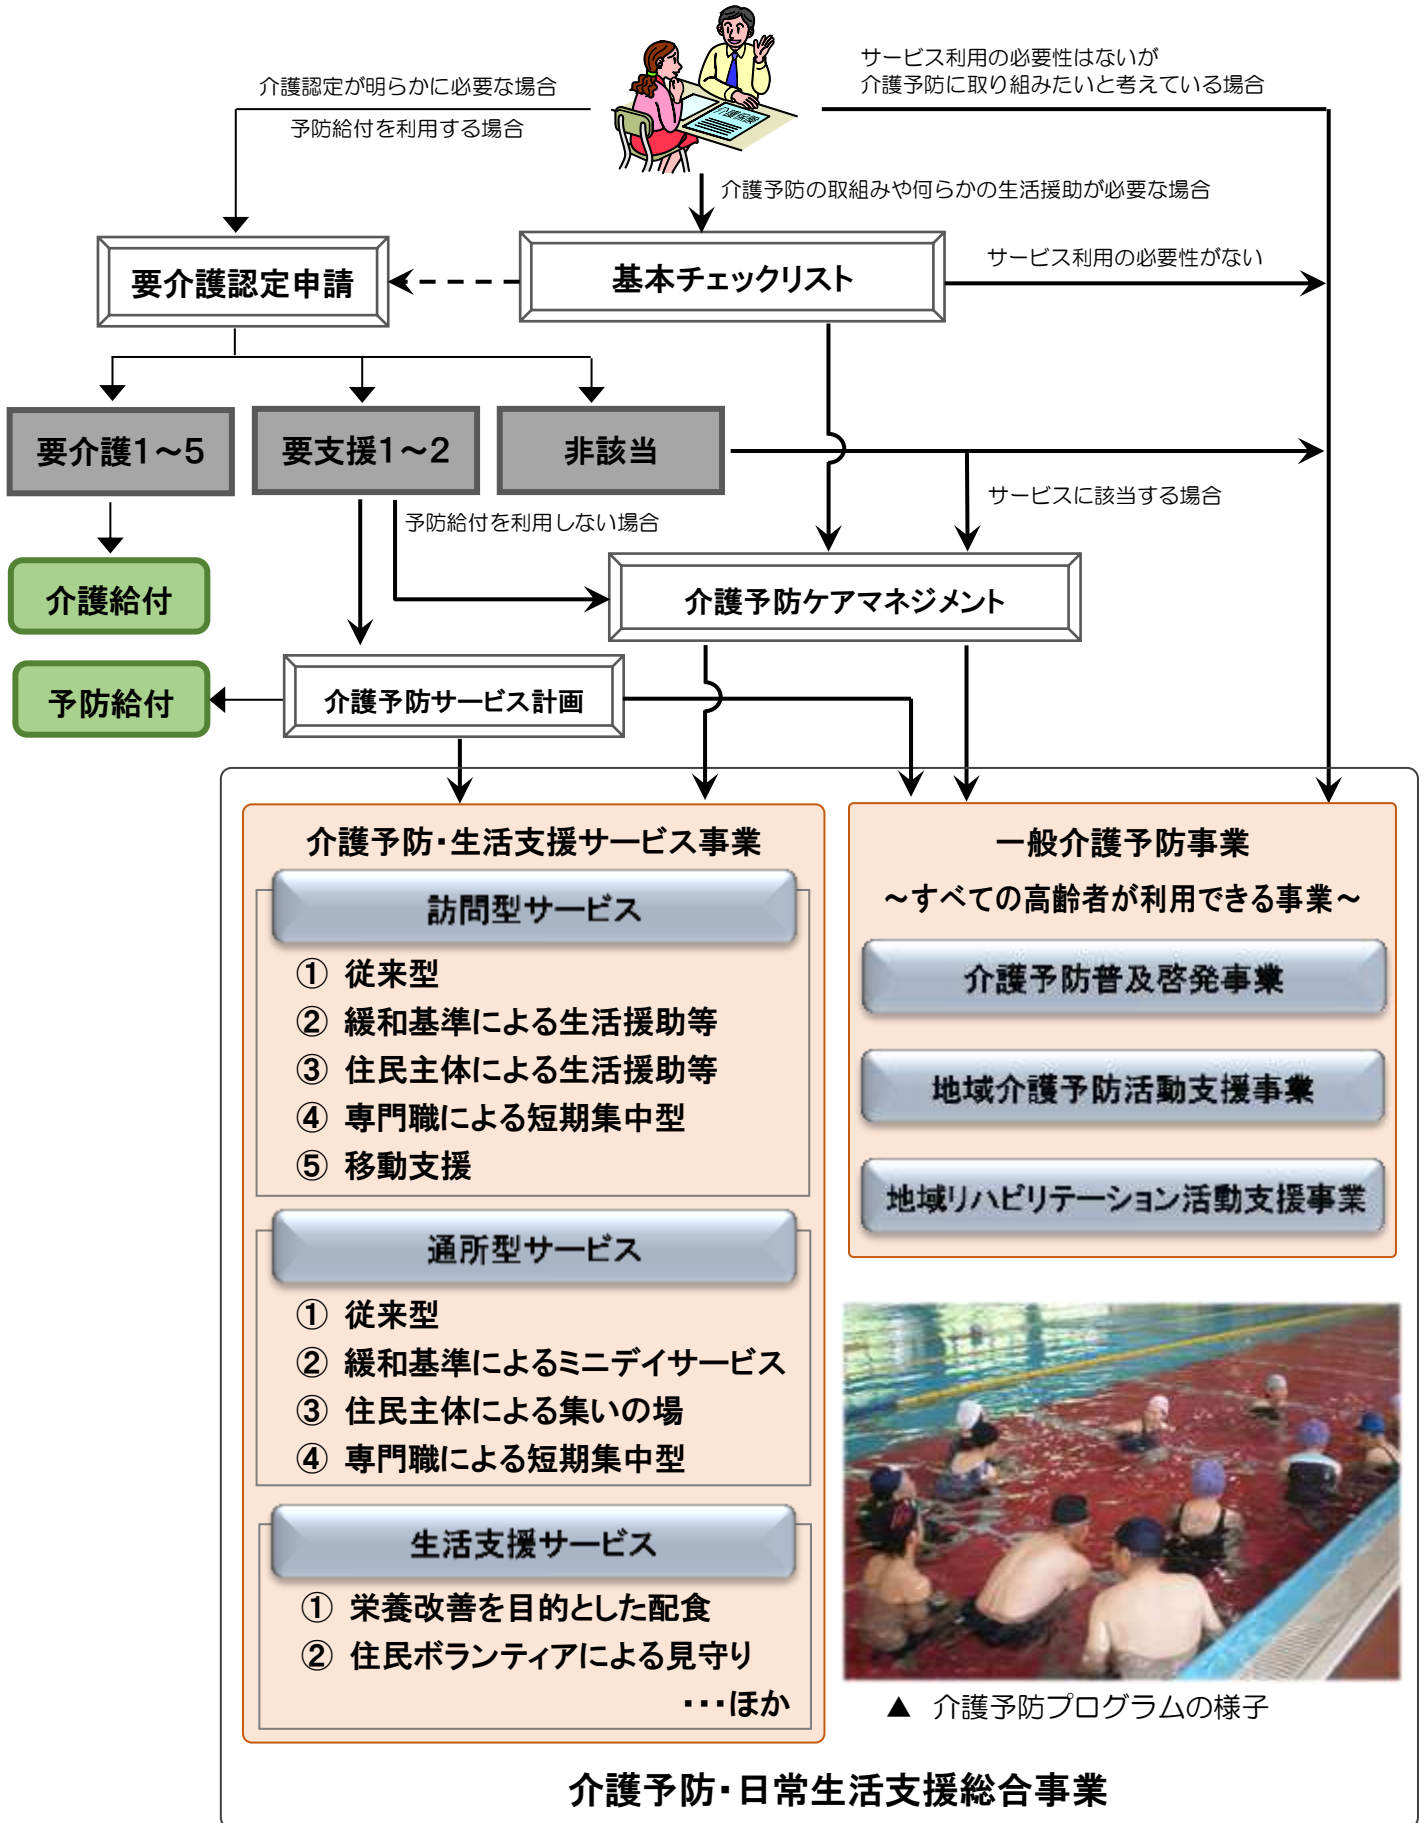 サービス利用の必要性はないが
介護予防に取り組みたいと考えている場合
介護認定が明らかに必要な場合
予防給付を利用する場合
介護保険
介護予防の取組みや何らかの生活援助が必要な場合
要介護認定申請
基本チェックリスト
サービス利用の必要性がない
要介護1～5
要支援1～2
非該当
サービスに該当する場合
予防給付を利用しない場合
介護給付
介護予防ケアマネジメント
予防給付
介護予防サービス計画
介護予防・生活支援サービス事業
訪問型サービス
① 従来型
② 緩和基準による生活援助等
③ 住民主体による生活援助等
④ 専門職による短期集中型
⑤ 移動支援
通所型サービス
① 従来型
② 緩和基準によるミニデイサービス
③ 住民主体による集いの場
④ 専門職による短期集中型
生活支援サービス
① 栄養改善を目的とした配食
② 住民ボランティアによる見守り
・・・ほか
一般介護予防事業
～すべての高齢者が利用できる事業～
介護予防普及啓発事業
地域介護予防活動支援事業
地域リハビリテーション活動支援事業
▲ 介護予防プログラムの様子
介護予防・日常生活支援総合事業